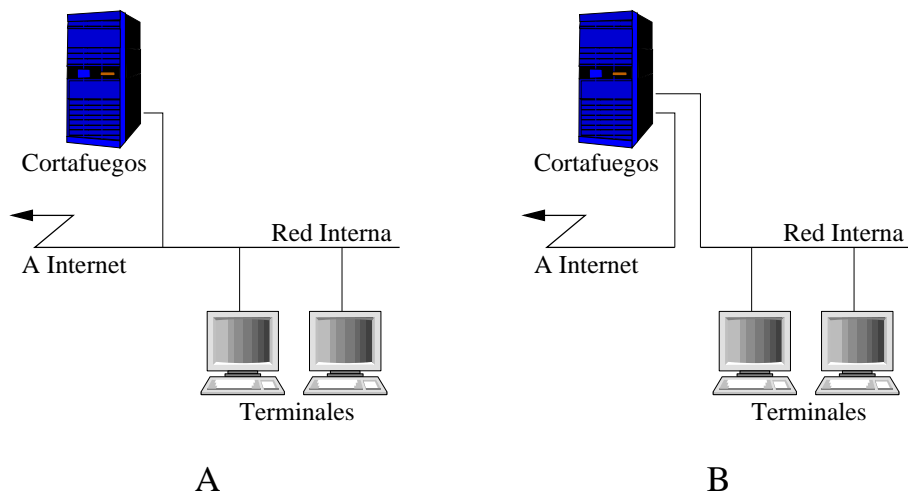 Cortafuegos
Red Interna
A Internet
Terminales
A
Cortafuegos
Red Interna
A Internet
Terminales
B